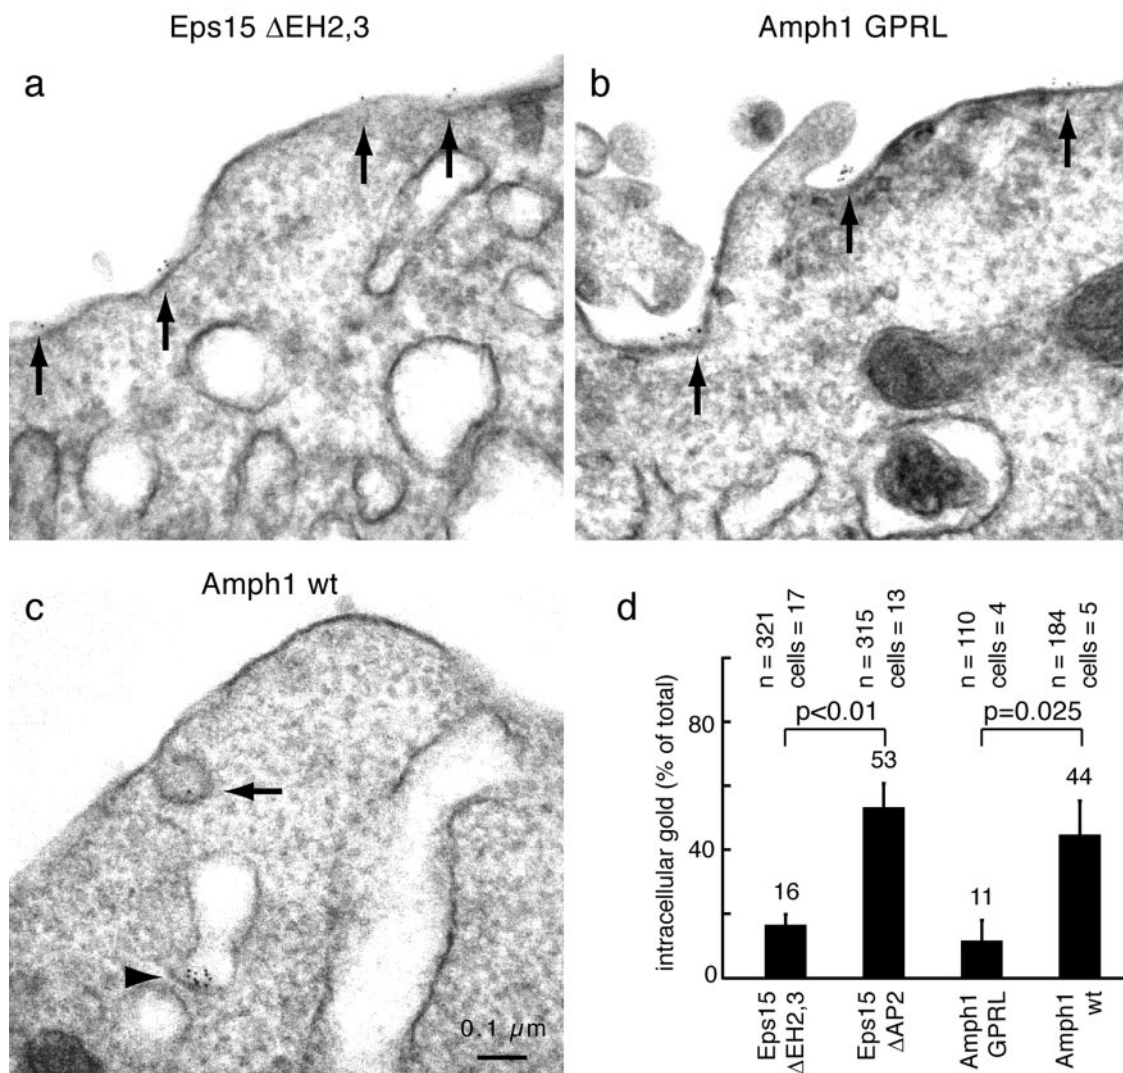 Eps15 ΔEH2,3
Amph1 GPRL
a
b
Amph1 wt
c
0.1 µm
d
n = 321
cells = 17
n = 315
cells = 13
n = 110
cells = 4
n = 184
cells = 5
p<0.01
p=0.025
intracellular gold (% of total)
80
40
0
16
53
11
44
Eps15
ΔEH2,3
Eps15
ΔAP2
Amph1
GPRL
Amph1
wt